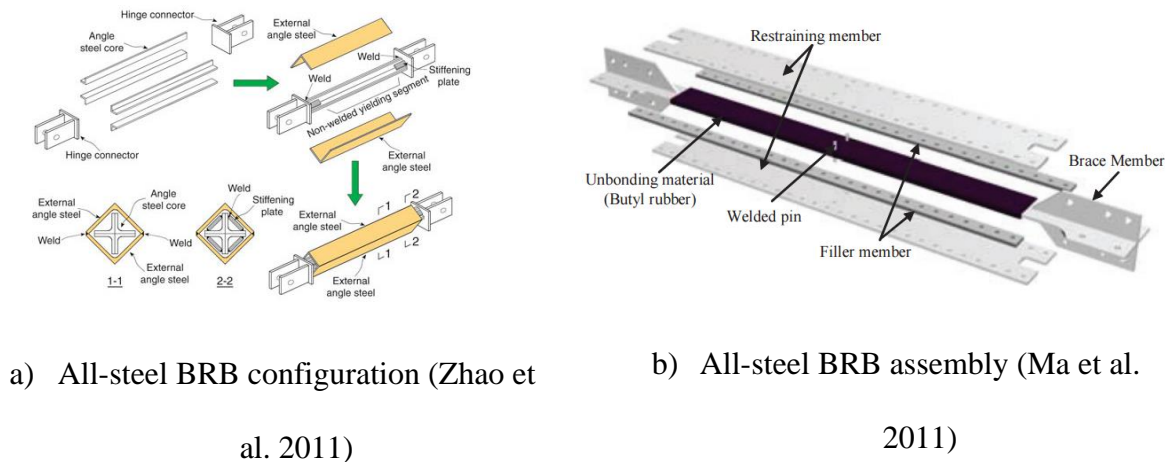 Hinge connector
Angle
steel core
Hinge connector
External
angle steel
Weld
Weld
Stiffening
plate
Non-welded yielding segment
External
angle steel
External
angle steel
Angle
steel core
Weld
Weld
External
angle steel
1-1
Weld
Stiffening
plate
2-2
External
angle steel
1
2
2
1
External
angle steel
Restraining member
Unbonding material
(Butyl rubber)
Welded pin
Filler member
Brace Member
a) All-steel BRB configuration (Zhao et
al. 2011)
b) All-steel BRB assembly (Ma et al.
2011)